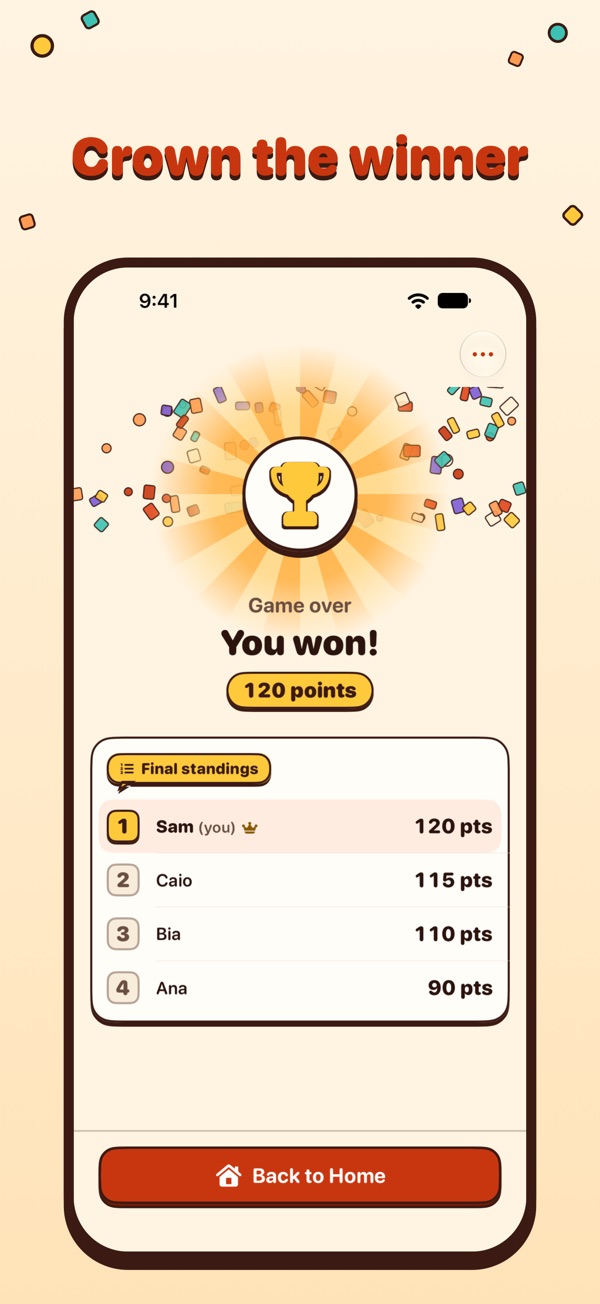 Crown the winner
9:41
Game over
You won!
120 points
Final standings
1 Sam (you) 120 pts
2 Caio 115 pts
3 Bia 110 pts
4 Ana 90 pts
Back to Home